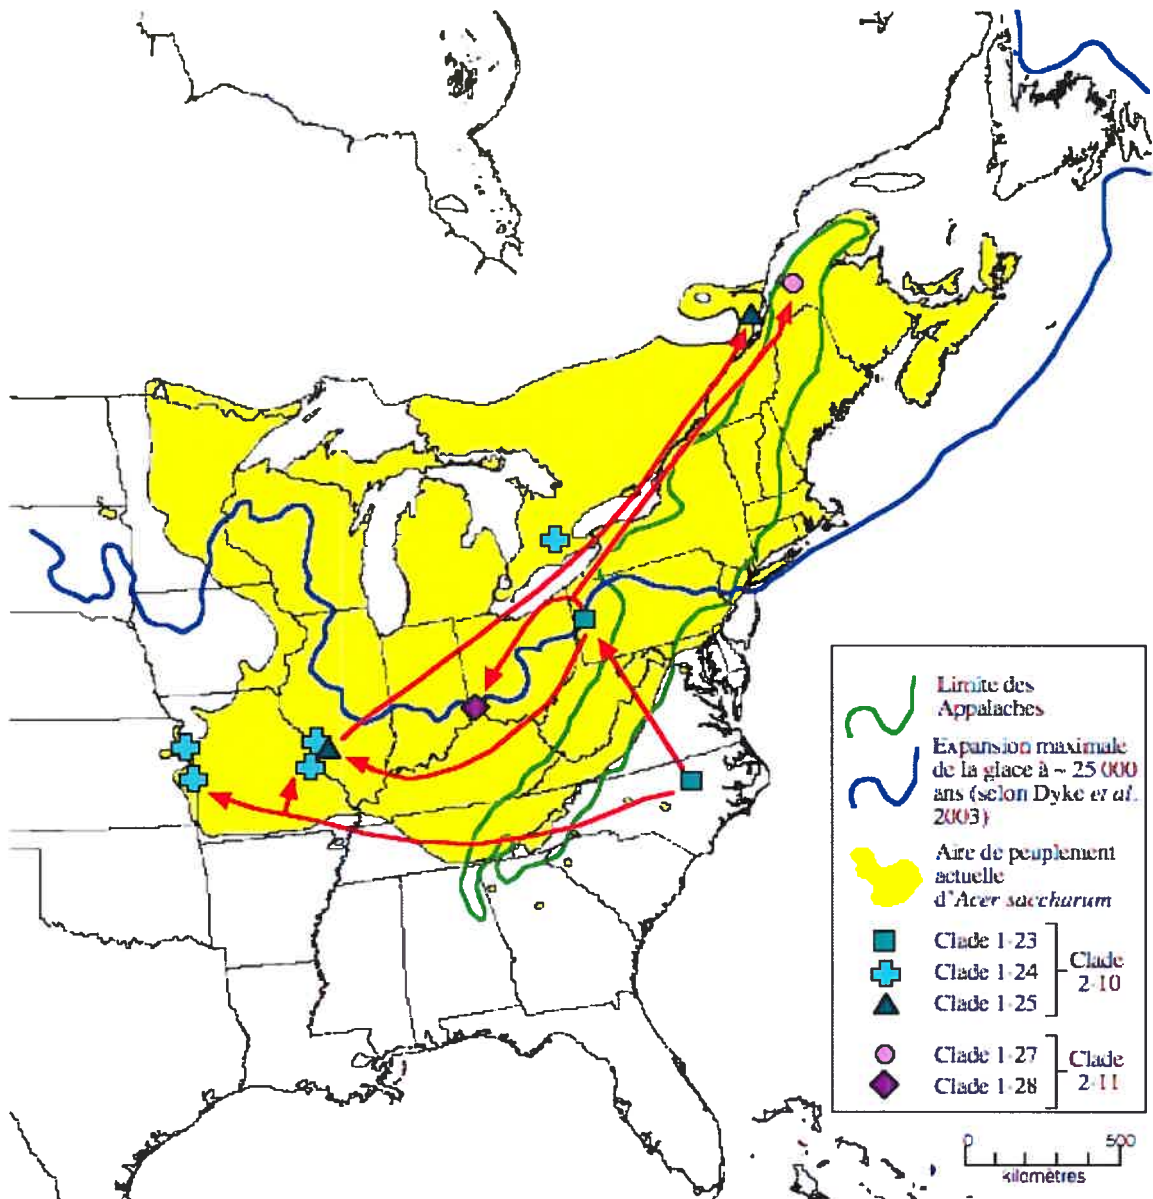 Limite des
Appalaches
Expansion maximale
de la glace à ~ 25 000
ans (selon Dyke et al.
2003)
Aire de peuplement
actuelle
d'Acer saccharum
Clade 1-23
Clade 1-24
Clade 1-25
Clade
2-10
Clade 1-27
Clade 1-28
Clade
2-11
0 500
kilomètres